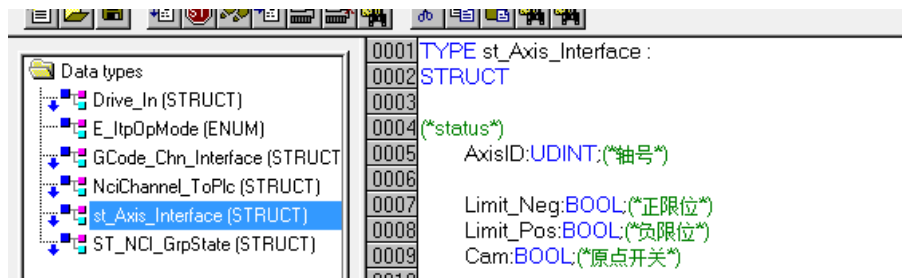 Data types
Drive_In (STRUCT)
E_ItpOpMode (ENUM)
GCode_Chn_Interface (STRUCT
NciChannel_ToPlc (STRUCT)
st_Axis_Interface (STRUCT)
ST_NCI_GrpState (STRUCT)
0001 TYPE st_Axis_Interface :
0002 STRUCT
0003
0004 (*status*)
0005 AxisID:UDINT;(*轴号*)
0006
0007 Limit_Neg:BOOL;(*正限位*)
0008 Limit_Pos:BOOL;(*负限位*)
0009 Cam:BOOL;(*原点开关*)